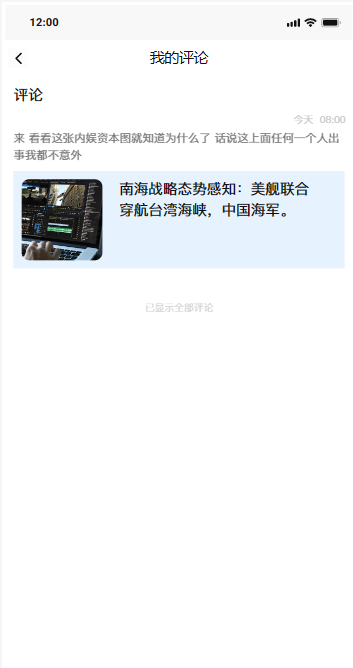 12:00
我的评论
评论
今天 08:00
来 看看这张内娱资本图就知道为什么了 话说这上面任何一个人出
事我都不意外
南海战略态势感知：美舰联合
穿航台湾海峡，中国海军。
已显示全部评论